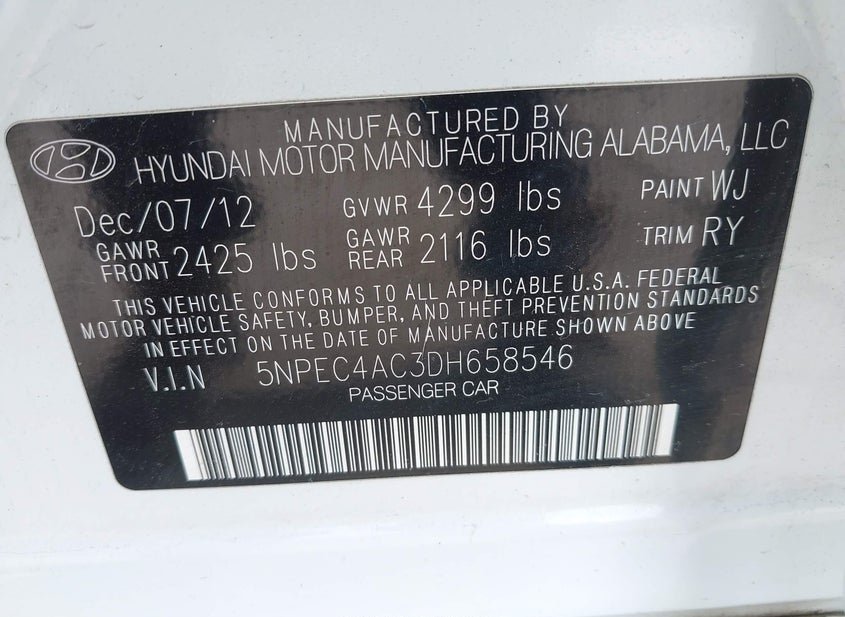 MANUFACTURED BY
HYUNDAI MOTOR MANUFACTURING ALABAMA, LLC
Dec/07/12 GVWR 4299 lbs PAINT WJ
GAWR FRONT 2425 lbs GAWR REAR 2116 lbs TRIM RY
THIS VEHICLE CONFORMS TO ALL APPLICABLE U.S.A. FEDERAL
MOTOR VEHICLE SAFETY, BUMPER, AND THEFT PREVENTION STANDARDS
IN EFFECT ON THE DATE OF MANUFACTURE SHOWN ABOVE
V.I.N 5NPEC4AC3DH658546
PASSENGER CAR